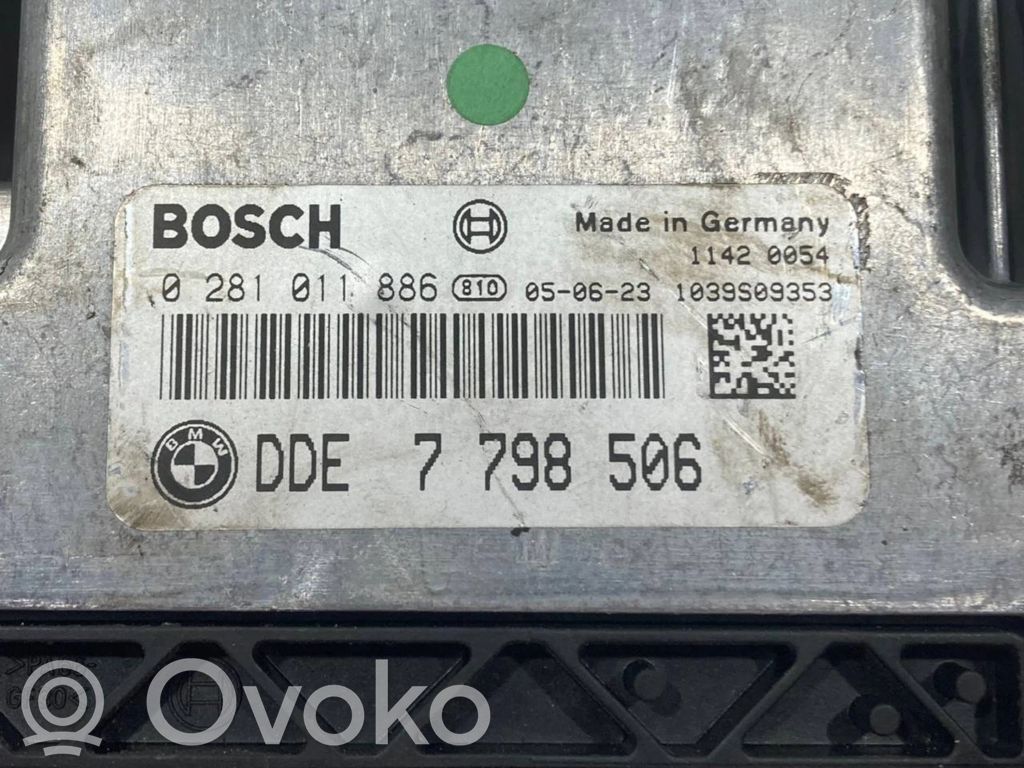 BOSCH Made in Germany
1142 0054
0 281 011 886 810 05-06-23 1039S09353
BMW DDE 7 798 506
Ovoko